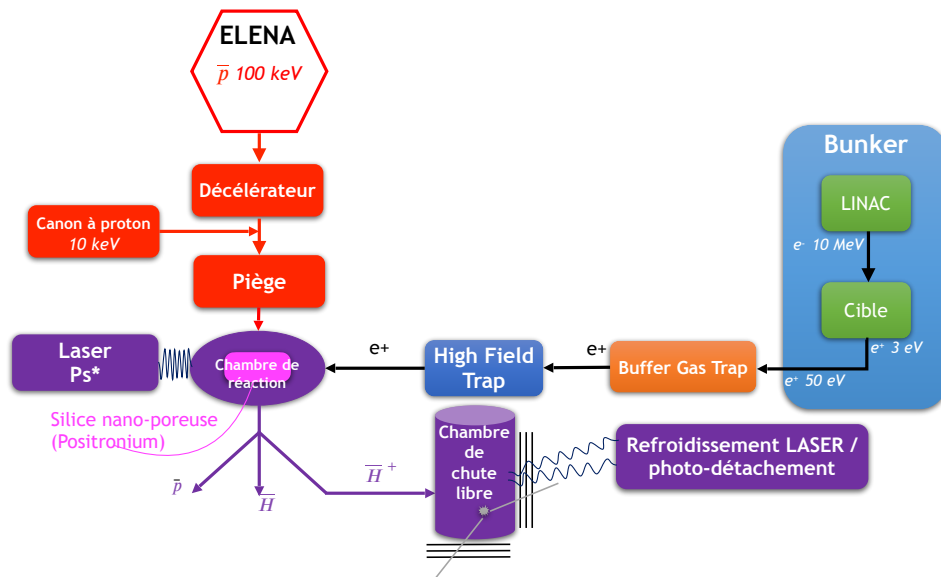 ELENA
p̅ 100 keV
Décélérateur
Canon à proton
10 keV
Piège
Laser
Ps*
Chambre de
réaction
Silice nano-poreuse
(Positronium)
p̄
H̅
H̅ ⁺
e+
High Field
Trap
e+
Buffer Gas Trap
Bunker
LINAC
e⁻ 10 MeV
Cible
e⁺ 3 eV
e⁺ 50 eV
Chambre
de
chute
libre
Refroidissement LASER /
photo-détachement